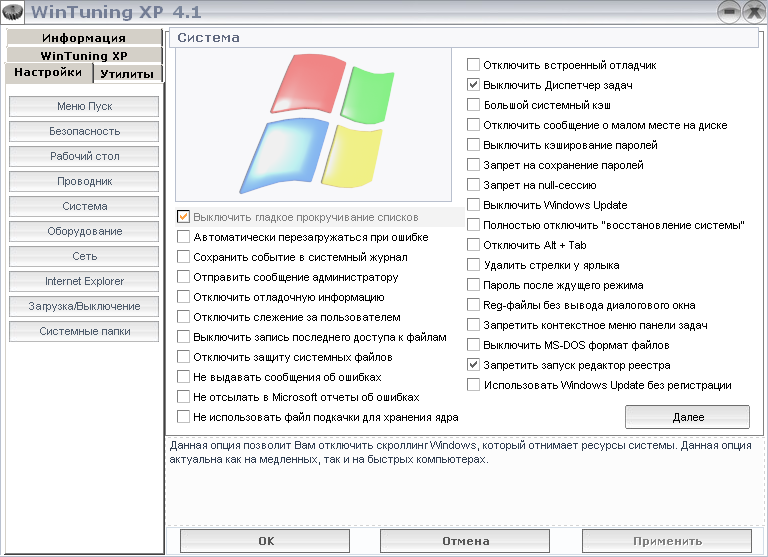 WinTuning XP 4.1
Информация
WinTuning XP
Настройки
Утилиты
Меню Пуск
Безопасность
Рабочий стол
Проводник
Система
Оборудование
Сеть
Internet Explorer
Загрузка/Выключение
Системные папки
Система
Выключить гладкое прокручивание списков
Автоматически перезагружаться при ошибке
Сохранить событие в системный журнал
Отправить сообщение администратору
Отключить отладочную информацию
Отключить слежение за пользователем
Выключить запись последнего доступа к файлам
Отключить защиту системных файлов
Не выдавать сообщения об ошибках
Не отсылать в Microsoft отчеты об ошибках
Не использовать файл подкачки для хранения ядра
Отключить встроенный отладчик
Выключить Диспетчер задач
Большой системный кэш
Отключить сообщение о малом месте на диске
Выключить кэширование паролей
Запрет на сохранение паролей
Запрет на null-сессию
Выключить Windows Update
Полностью отключить "восстановление системы"
Отключить Alt + Tab
Удалить стрелки у ярлыка
Пароль после ждущего режима
Reg-файлы без вывода диалогового окна
Запретить контекстное меню панели задач
Выключить MS-DOS формат файлов
Запретить запуск редактор реестра
Использовать Windows Update без регистрации
Далее
Данная опция позволит Вам отключить скроллинг Windows, который отнимает ресурсы системы. Данная опция
актуальна как на медленных, так и на быстрых компьютерах.
OK
Отмена
Применить